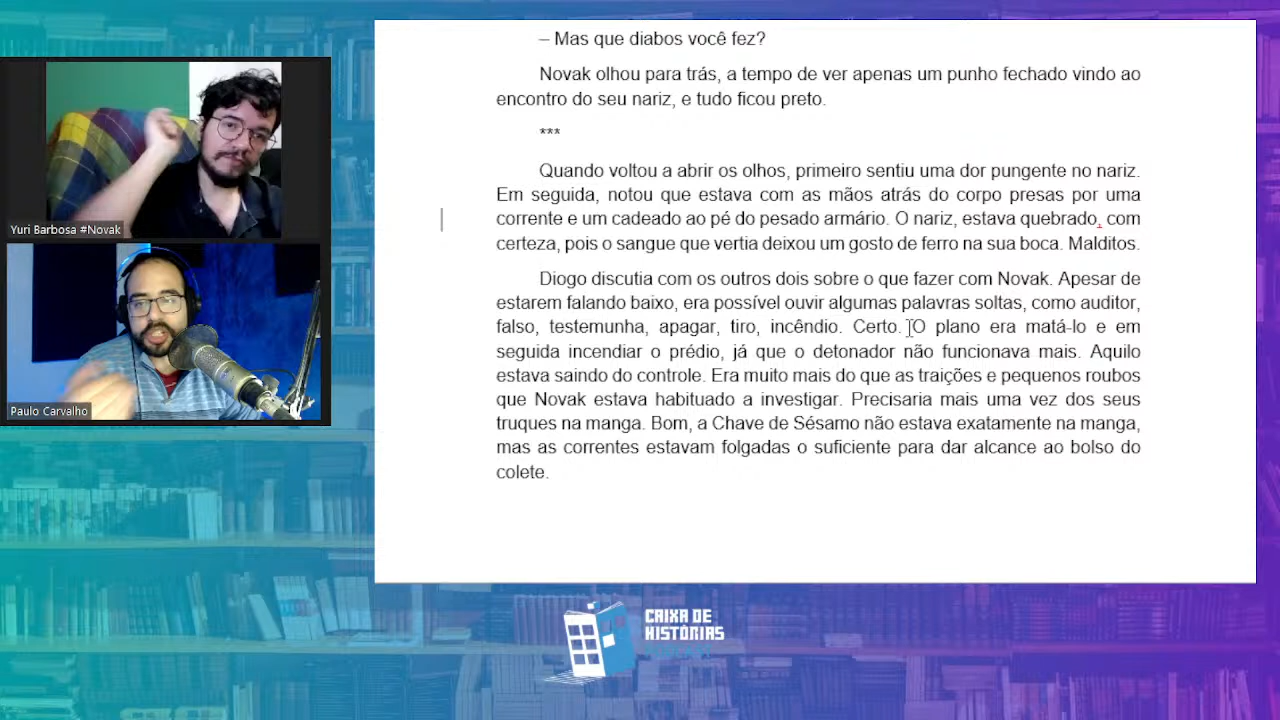 – Mas que diabos você fez?
Novak olhou para trás, a tempo de ver apenas um punho fechado vindo ao
encontro do seu nariz, e tudo ficou preto.
***
Quando voltou a abrir os olhos, primeiro sentiu uma dor pungente no nariz.
Em seguida, notou que estava com as mãos atrás do corpo presas por uma
corrente e um cadeado ao pé do pesado armário. O nariz, estava quebrado, com
certeza, pois o sangue que vertia deixou um gosto de ferro na sua boca. Malditos.
Diogo discutia com os outros dois sobre o que fazer com Novak. Apesar de
estarem falando baixo, era possível ouvir algumas palavras soltas, como auditor,
falso, testemunha, apagar, tiro, incêndio. Certo. O plano era matá-lo e em
seguida incendiar o prédio, já que o detonador não funcionava mais. Aquilo
estava saindo do controle. Era muito mais do que as traições e pequenos roubos
que Novak estava habituado a investigar. Precisaria mais uma vez dos seus
truques na manga. Bom, a Chave de Sésamo não estava exatamente na manga,
mas as correntes estavam folgadas o suficiente para dar alcance ao bolso do
colete.
Yuri Barbosa #Novak
Paulo Carvalho
CAIXA DE
HISTÓRIAS
PODCAST